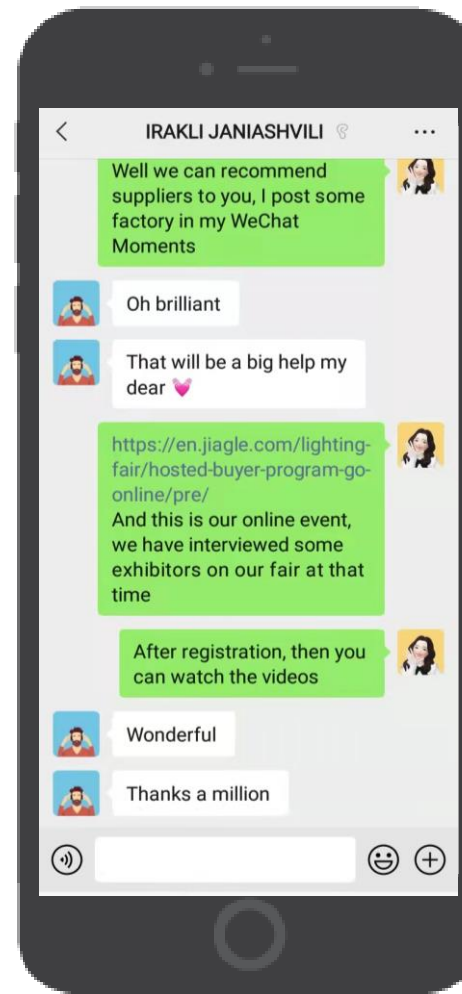 IRAKLI JANIASHVILI
Well we can recommend
suppliers to you, I post some
factory in my WeChat
Moments
Oh brilliant
That will be a big help my
dear 💓
https://en.jiagle.com/lighting-
fair/hosted-buyer-program-go-
online/pre/
And this is our online event,
we have interviewed some
exhibitors on our fair at that
time
After registration, then you
can watch the videos
Wonderful
Thanks a million